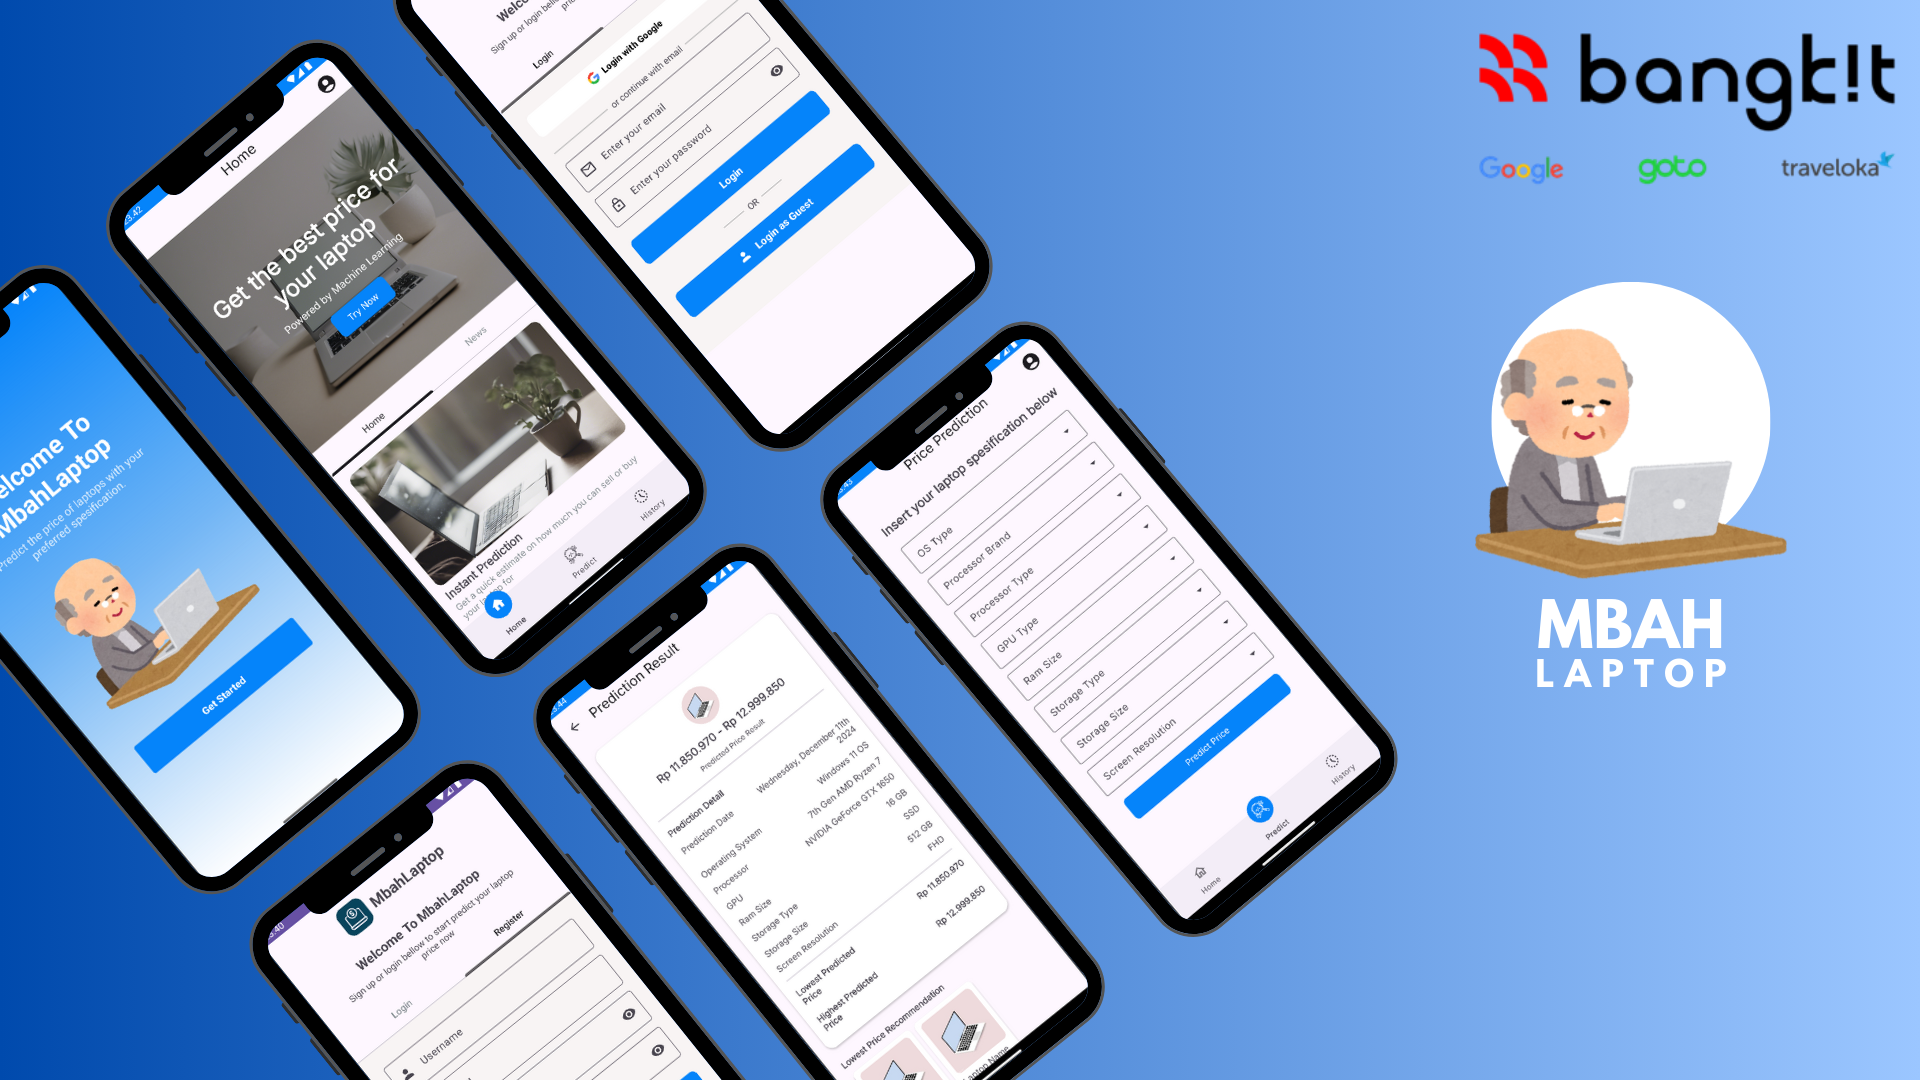 bangk!t
Google
goto
traveloka
MBAH
LAPTOP
elcome To
MbahLaptop
Predict the price of laptops with your
preferred spesification.
Get Started
Home
Get the best price for
your laptop
Powered by Machine Learning
Try Now
Home
News
Instant Prediction
Get a quick estimate on how much you can sell or buy
your laptop for
Home
Predict
History
Sign up or login bellow
Login
Login with Google
or continue with email
Enter your email
Enter your password
Login
OR
Login as Guest
23.43
Price Prediction
Insert your laptop spesification below
OS Type
Processor Brand
Processor Type
GPU Type
Ram Size
Storage Type
Storage Size
Screen Resolution
Predict Price
Home
Predict
History
Prediction Result
Rp 11.850.970 - Rp 12.999.850
Predicted Price Result
Prediction Detail
Prediction Date
Wednesday, December 11th
2024
Operating System
Windows 11 OS
Processor
7th Gen AMD Ryzen 7
GPU
NVIDIA GeForce GTX 1650
Ram Size
16 GB
Storage Type
SSD
Storage Size
512 GB
Screen Resolution
FHD
Lowest Predicted
Price
Rp 11.850.970
Highest Predicted
Price
Rp 12.999.850
Lowest Price Recommendation
Laptop Name
MbahLaptop
Welcome To MbahLaptop
Sign up or login bellow to start predict your laptop
price now
Login
Register
Username